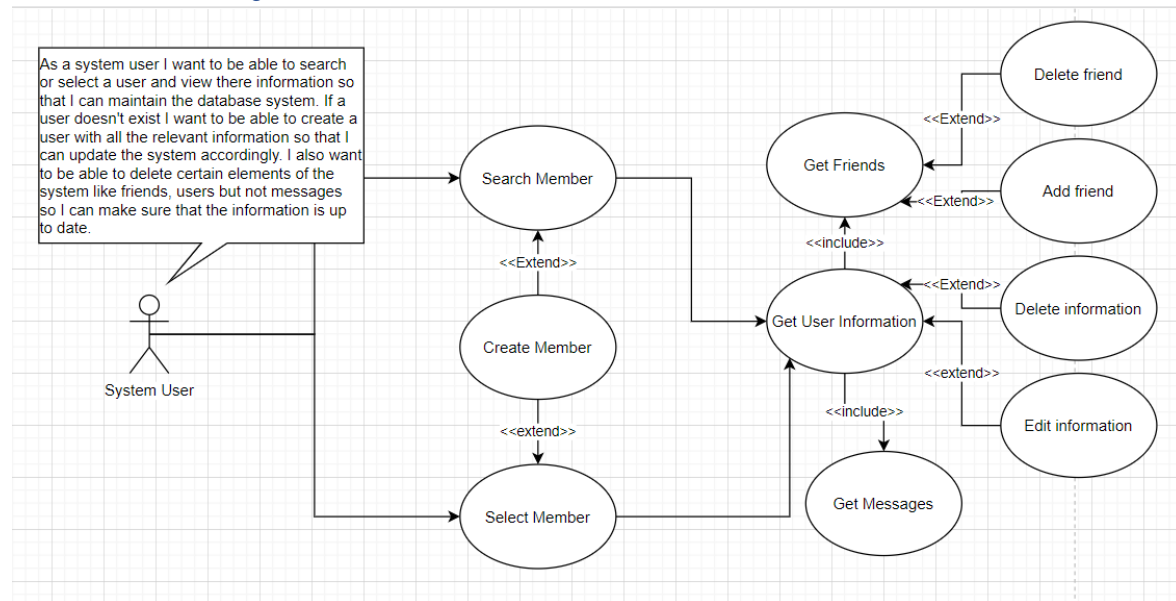 As a system user I want to be able to search
or select a user and view there information so
that I can maintain the database system. If a
user doesn't exist I want to be able to create a
user with all the relevant information so that I
can update the system accordingly. I also want
to be able to delete certain elements of the
system like friends, users but not messages
so I can make sure that the information is up
to date.
System User
Search Member
<<Extend>>
Create Member
<<extend>>
Select Member
Get Friends
<<include>>
Get User Information
<<include>>
Get Messages
Delete friend
<<Extend>>
Add friend
<<Extend>>
Delete information
<<Extend>>
Edit information
<<extend>>